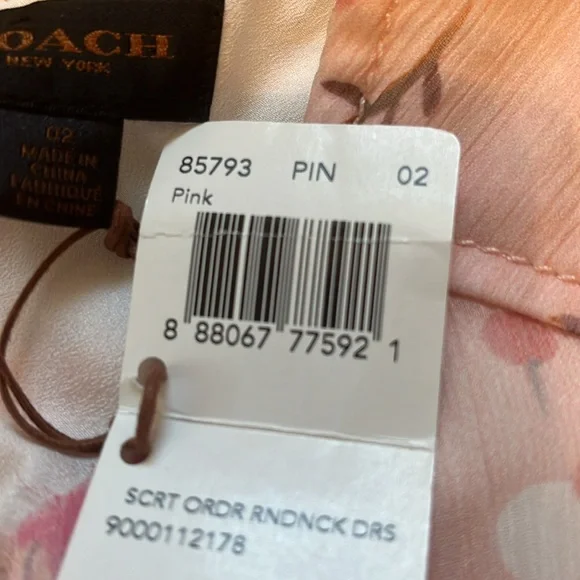 OACH
NEW YORK
02
MADE IN
CHINA
FABRIQUÉ
EN CHINE
85793 PIN 02
Pink
8 88067 77592 1
SCRT ORDR RNDNCK DRS
9000112178